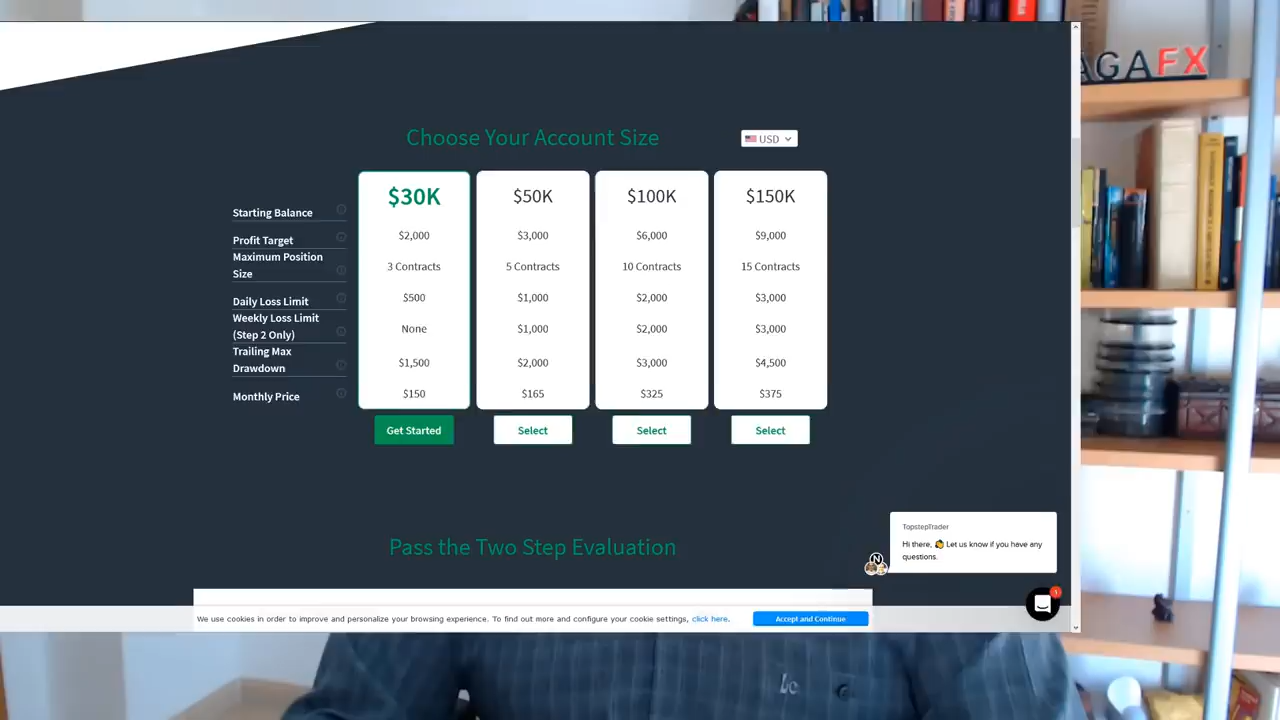 AGAFX
Choose Your Account Size
USD
$30K $50K $100K $150K
Starting Balance
Profit Target $2,000 $3,000 $6,000 $9,000
Maximum Position
Size 3 Contracts 5 Contracts 10 Contracts 15 Contracts
Daily Loss Limit $500 $1,000 $2,000 $3,000
Weekly Loss Limit
(Step 2 Only) None $1,000 $2,000 $3,000
Trailing Max
Drawdown $1,500 $2,000 $3,000 $4,500
Monthly Price $150 $165 $325 $375
Get Started Select Select Select
Pass the Two Step Evaluation
TopstepTrader
Hi there, Let us know if you have any
questions.
N
1
We use cookies in order to improve and personalize your browsing experience. To find out more and configure your cookie settings, click here.
Accept and Continue